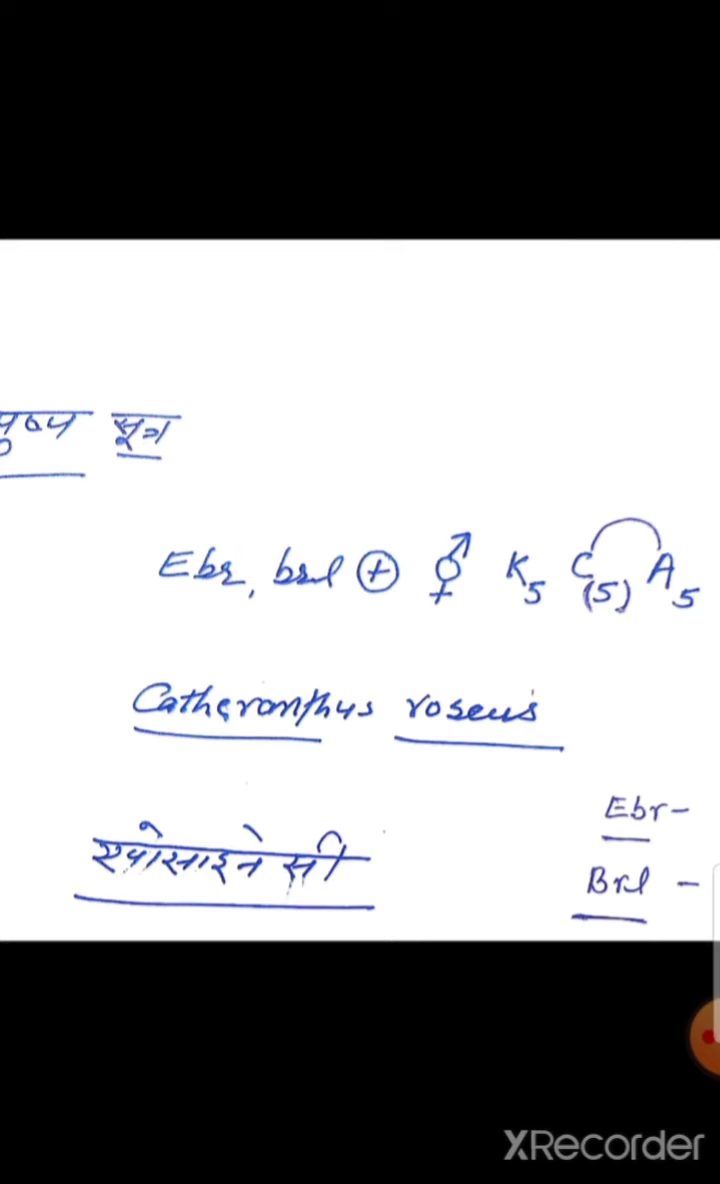 पुष्प सूत्र
Ebr, brl ⊕ ⚥ K5 C(5) A5
Catheranthus roseus
एपोसाइनेसी
Ebr-
Brl -
XRecorder